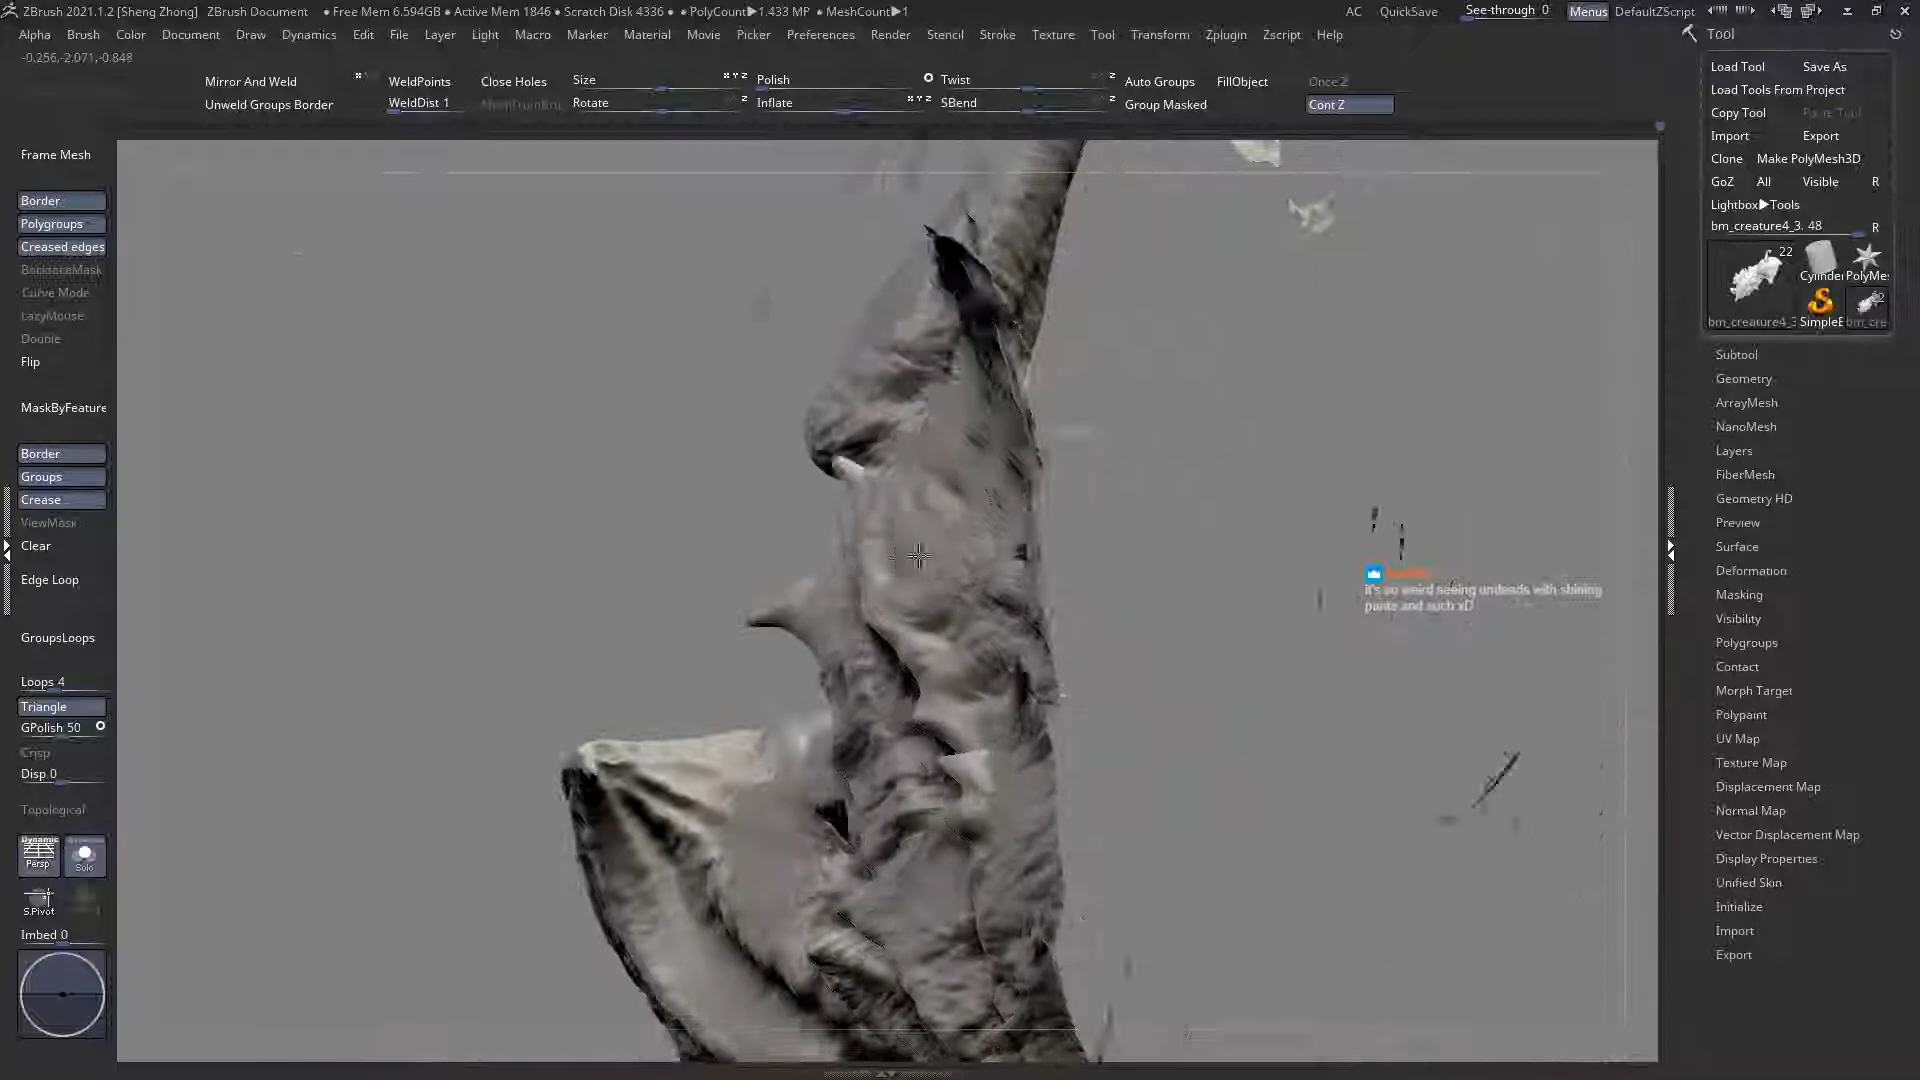 ZBrush 2021.1.2 [Sheng Zhong] ZBrush Document • Free Mem 6.594GB • Active Mem 1846 • Scratch Disk 4336 • • PolyCount▶1.433 MP • MeshCount▶1 AC QuickSave See-through 0 Menus DefaultZScript
Alpha Brush Color Document Draw Dynamics Edit File Layer Light Macro Marker Material Movie Picker Preferences Render Stencil Stroke Texture Tool Transform Zplugin Zscript Help
-0.256,-2.071,-0.848
Mirror And Weld WeldPoints Close Holes Size Polish Twist Auto Groups FillObject Once Z
Unweld Groups Border WeldDist 1 Rotate Inflate SBend Group Masked Cont Z
Frame Mesh
Border
Polygroups
Creased edges
BackfaceMask
Curve Mode
LazyMouse
Double
Flip
MaskByFeature
Border
Groups
Crease
ViewMask
Clear
Edge Loop
GroupsLoops
Loops 4
Triangle
GPolish 50
Crisp
Disp 0
Topological
Dynamic
Persp Solo
S.Pivot
Imbed 0
it's so weird seeing undeads with shining
pants and such xD
Tool
Load Tool Save As
Load Tools From Project
Copy Tool Paste Tool
Import Export
Clone Make PolyMesh3D
GoZ All Visible R
Lightbox▶Tools
bm_creature4_3. 48 R
22
Cylinder PolyMe
22
bm_creature4_3 SimpleB bm_cre
Subtool
Geometry
ArrayMesh
NanoMesh
Layers
FiberMesh
Geometry HD
Preview
Surface
Deformation
Masking
Visibility
Polygroups
Contact
Morph Target
Polypaint
UV Map
Texture Map
Displacement Map
Normal Map
Vector Displacement Map
Display Properties
Unified Skin
Initialize
Import
Export